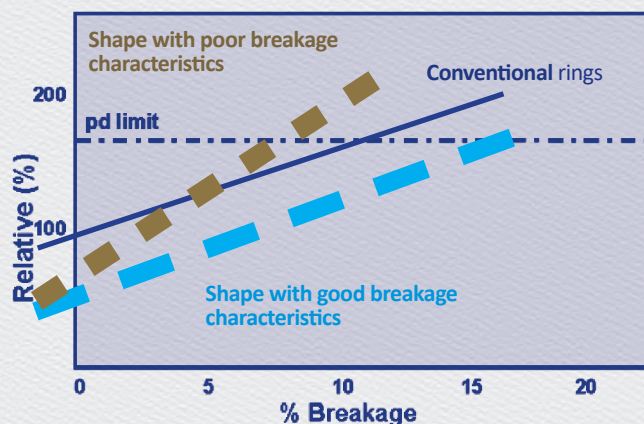 Shape with poor breakage
characteristics
Conventional rings
200
pd limit
100
Relative (%)
Shape with good breakage
characteristics
0
5
10
15
20
% Breakage